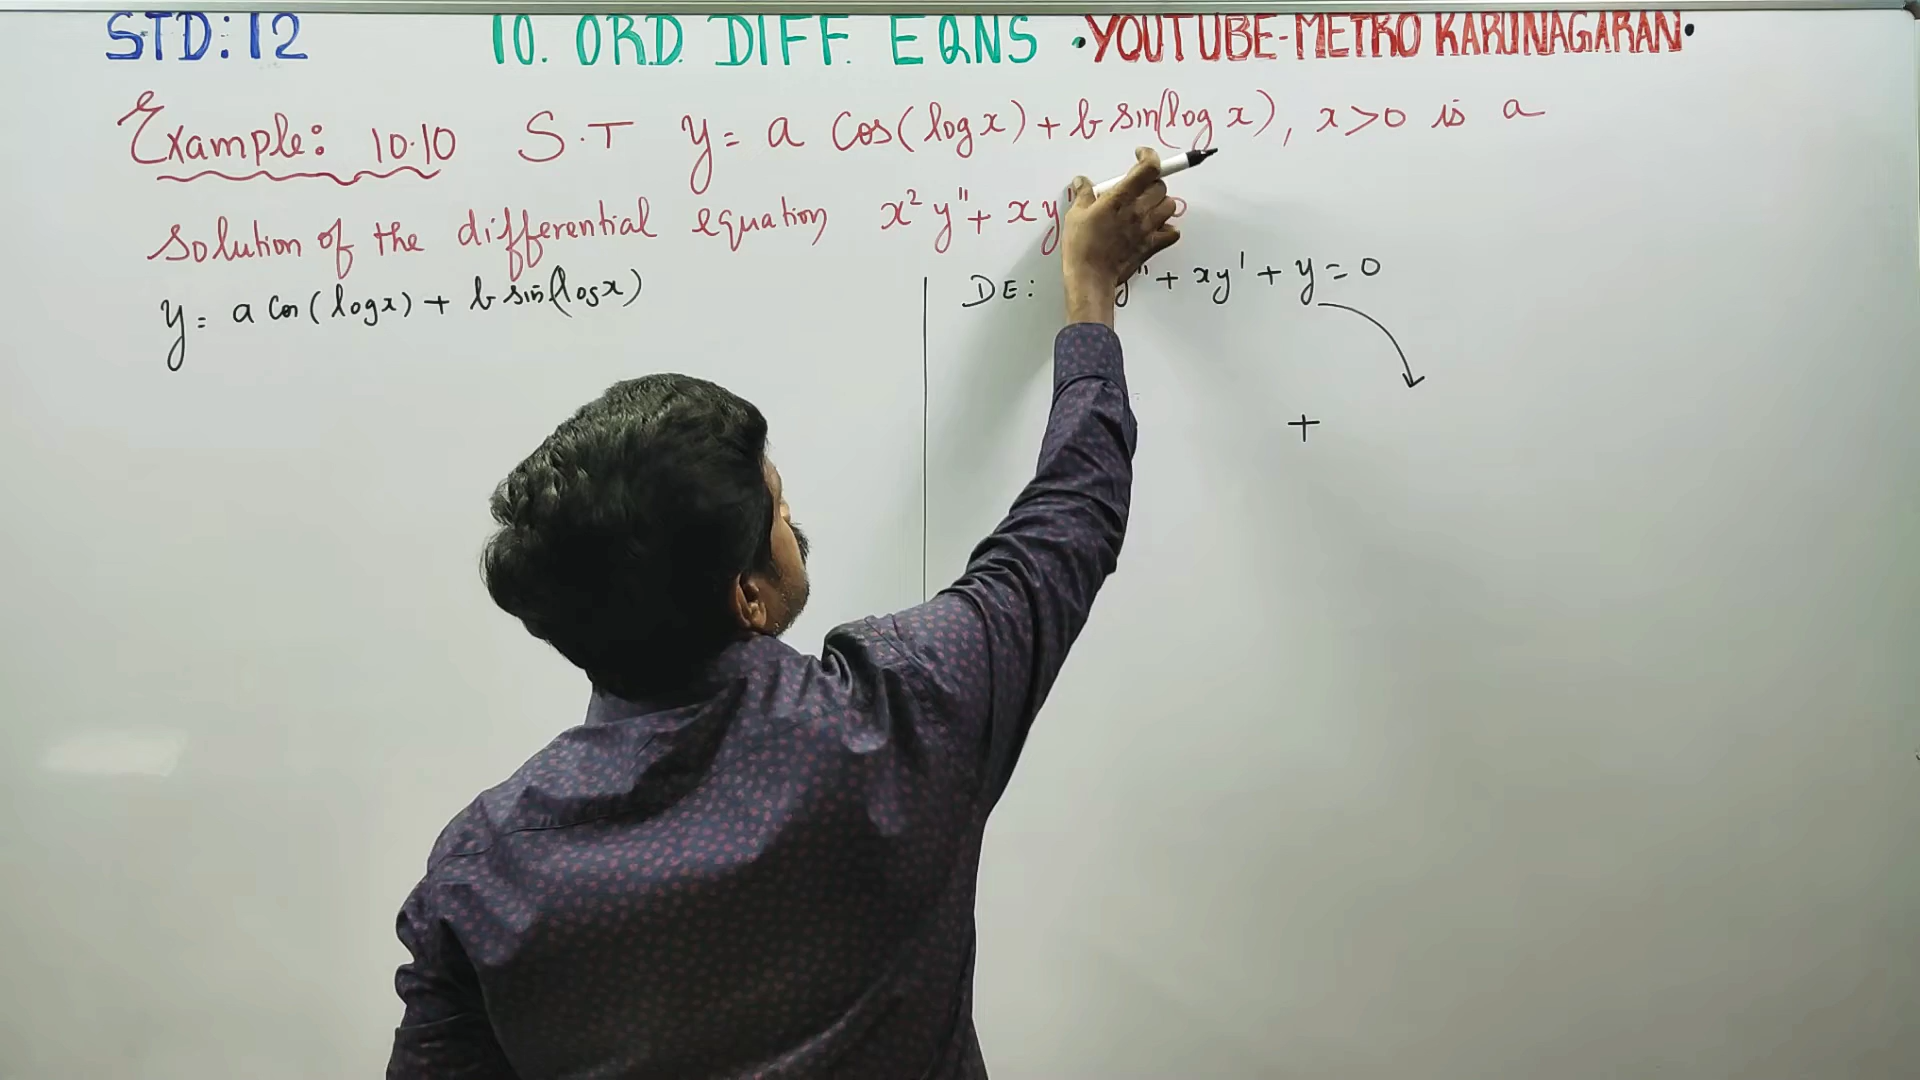 STD:12 10. ORD. DIFF. EQNS •YOUTUBE-METRO KARUNAGARAN•
Example: 10.10 S.T y = a Cos(log x) + b sin(log x), x>0 is a
solution of the differential equation x² y" + xy'
y = a cos(log x) + b sin(log x)
DE: y" + xy' + y = 0
+